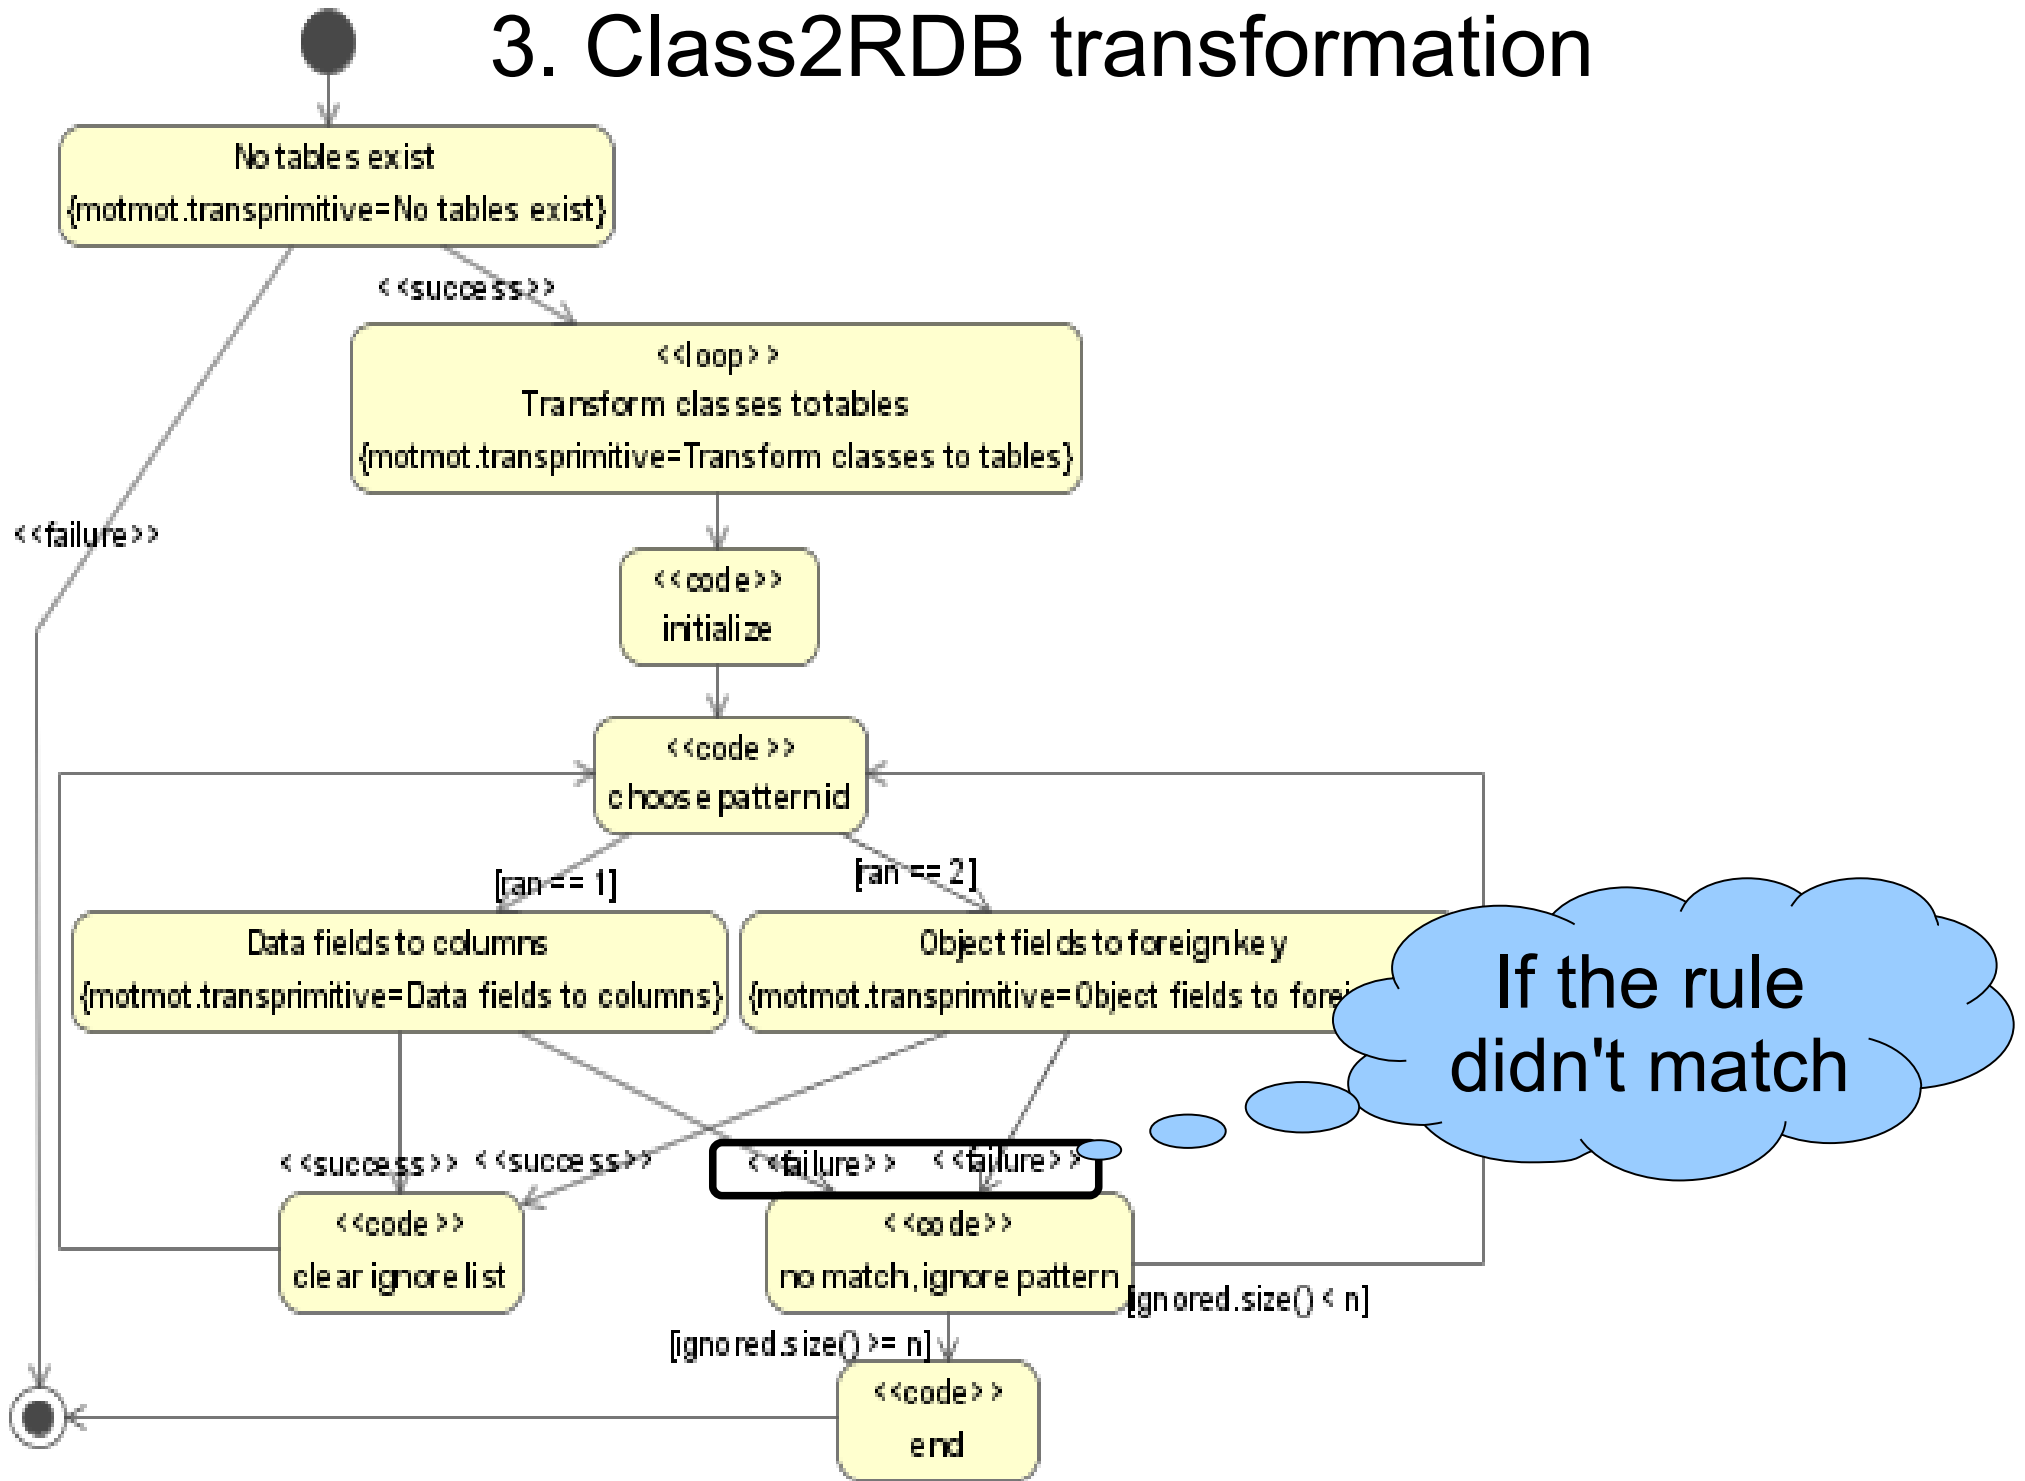 3. Class2RDB transformation
No tables exist
{motmot.transprimitive=No tables exist}
<<success>>
<<loop>>
Transform classes to tables
{motmot.transprimitive=Transform classes to tables}
<<failure>>
<<code>>
initialize
<<code>>
choose pattern id
[ran == 1]
[ran == 2]
Data fields to columns
{motmot.transprimitive=Data fields to columns}
Object fields to foreign key
{motmot.transprimitive=Object fields to
If the rule
didn't match
<<success>>
<<success>>
<<failure>>
<<failure>>
<<code>>
clear ignore list
<<code>>
no match, ignore pattern
[ignored.size() < n]
[ignored.size() >= n]
<<code>>
end